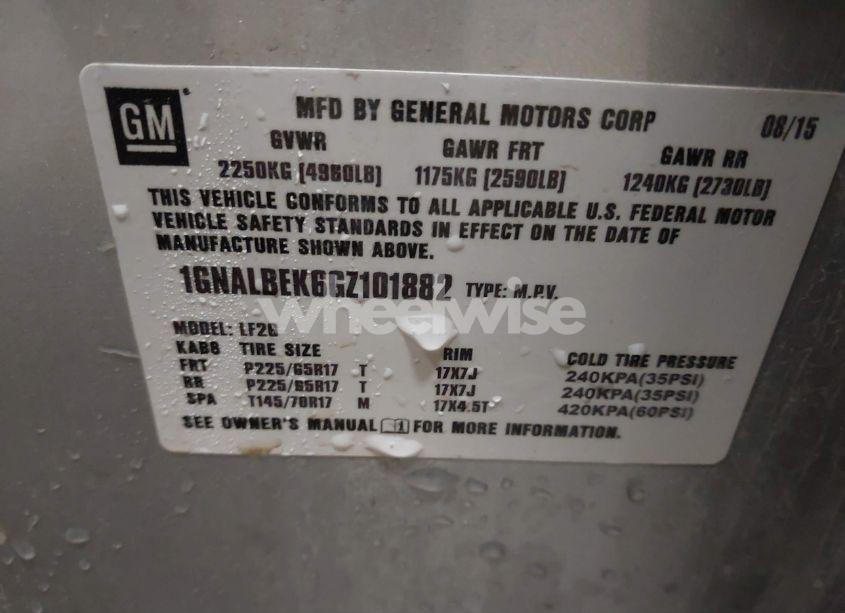 GM
MFD BY GENERAL MOTORS CORP 08/15
GVWR GAWR FRT GAWR RR
2250KG (4960LB) 1175KG (2590LB) 1240KG (2730LB)
THIS VEHICLE CONFORMS TO ALL APPLICABLE U.S. FEDERAL MOTOR
VEHICLE SAFETY STANDARDS IN EFFECT ON THE DATE OF
MANUFACTURE SHOWN ABOVE.
1GNALBEK6GZ101882 TYPE: M.P.V.
wheelwise
MODEL: LF26
KAB8 TIRE SIZE RIM COLD TIRE PRESSURE
FRT P225/65R17 T 17X7J 240KPA(35PSI)
RR P225/65R17 T 17X7J 240KPA(35PSI)
SPA T145/70R17 M 17X4.5T 420KPA(60PSI)
SEE OWNER'S MANUAL FOR MORE INFORMATION.